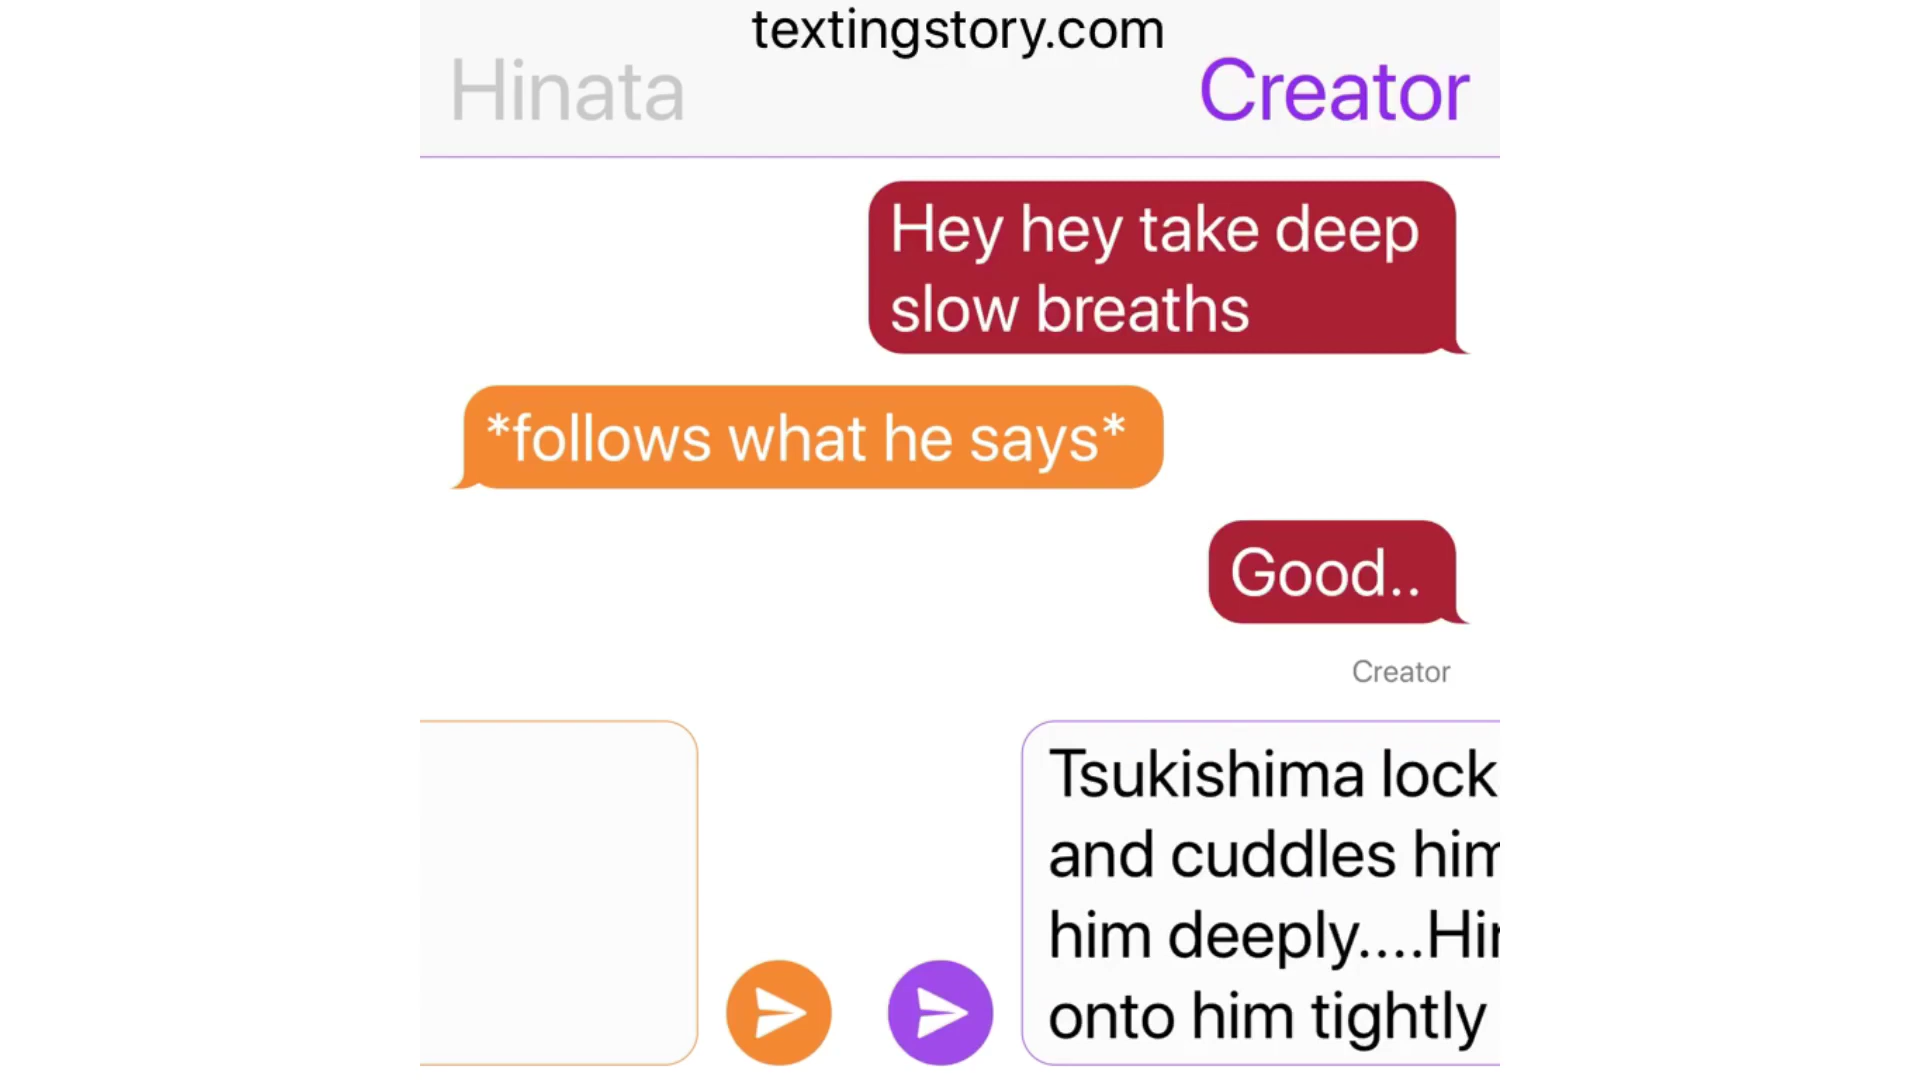 textingstory.com
Hinata
Creator
Hey hey take deep
slow breaths
*follows what he says*
Good..
Creator
Tsukishima lock
and cuddles him
him deeply....Hin
onto him tightly